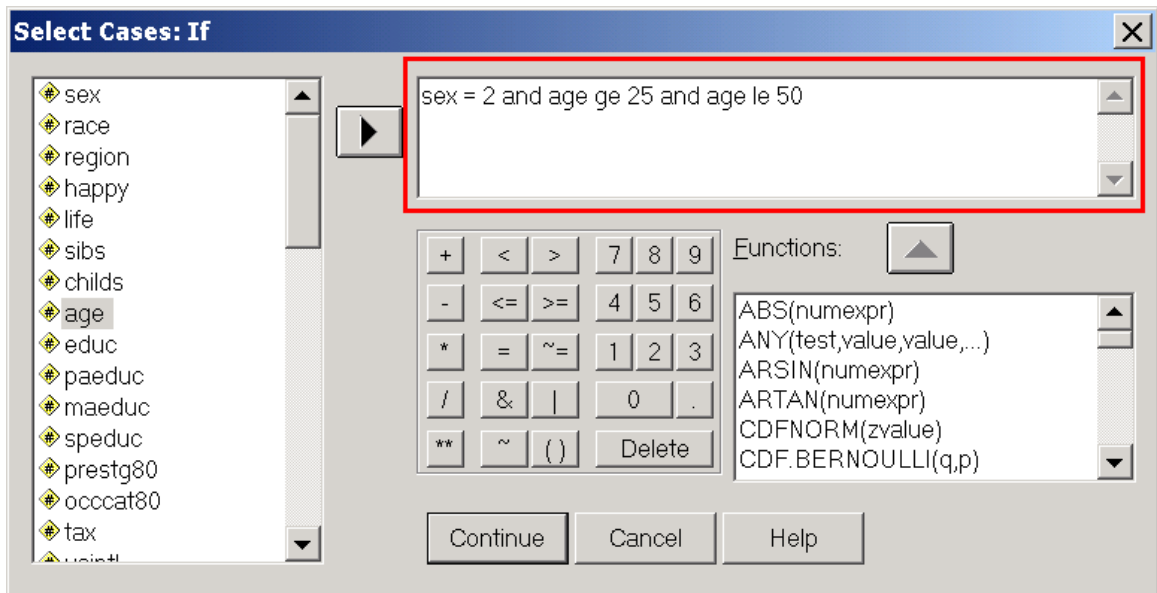 Select Cases: If
sex
race
region
happy
life
sibs
childs
age
educ
paeduc
maeduc
speduc
prestg80
occcat80
tax
sex = 2 and age ge 25 and age le 50
+ < > 7 8 9
- <= >= 4 5 6
* = ~= 1 2 3
/ & | 0 .
** ~ ( ) Delete
Functions:
ABS(numexpr)
ANY(test,value,value,...)
ARSIN(numexpr)
ARTAN(numexpr)
CDFNORM(zvalue)
CDF.BERNOULLI(q,p)
Continue Cancel Help